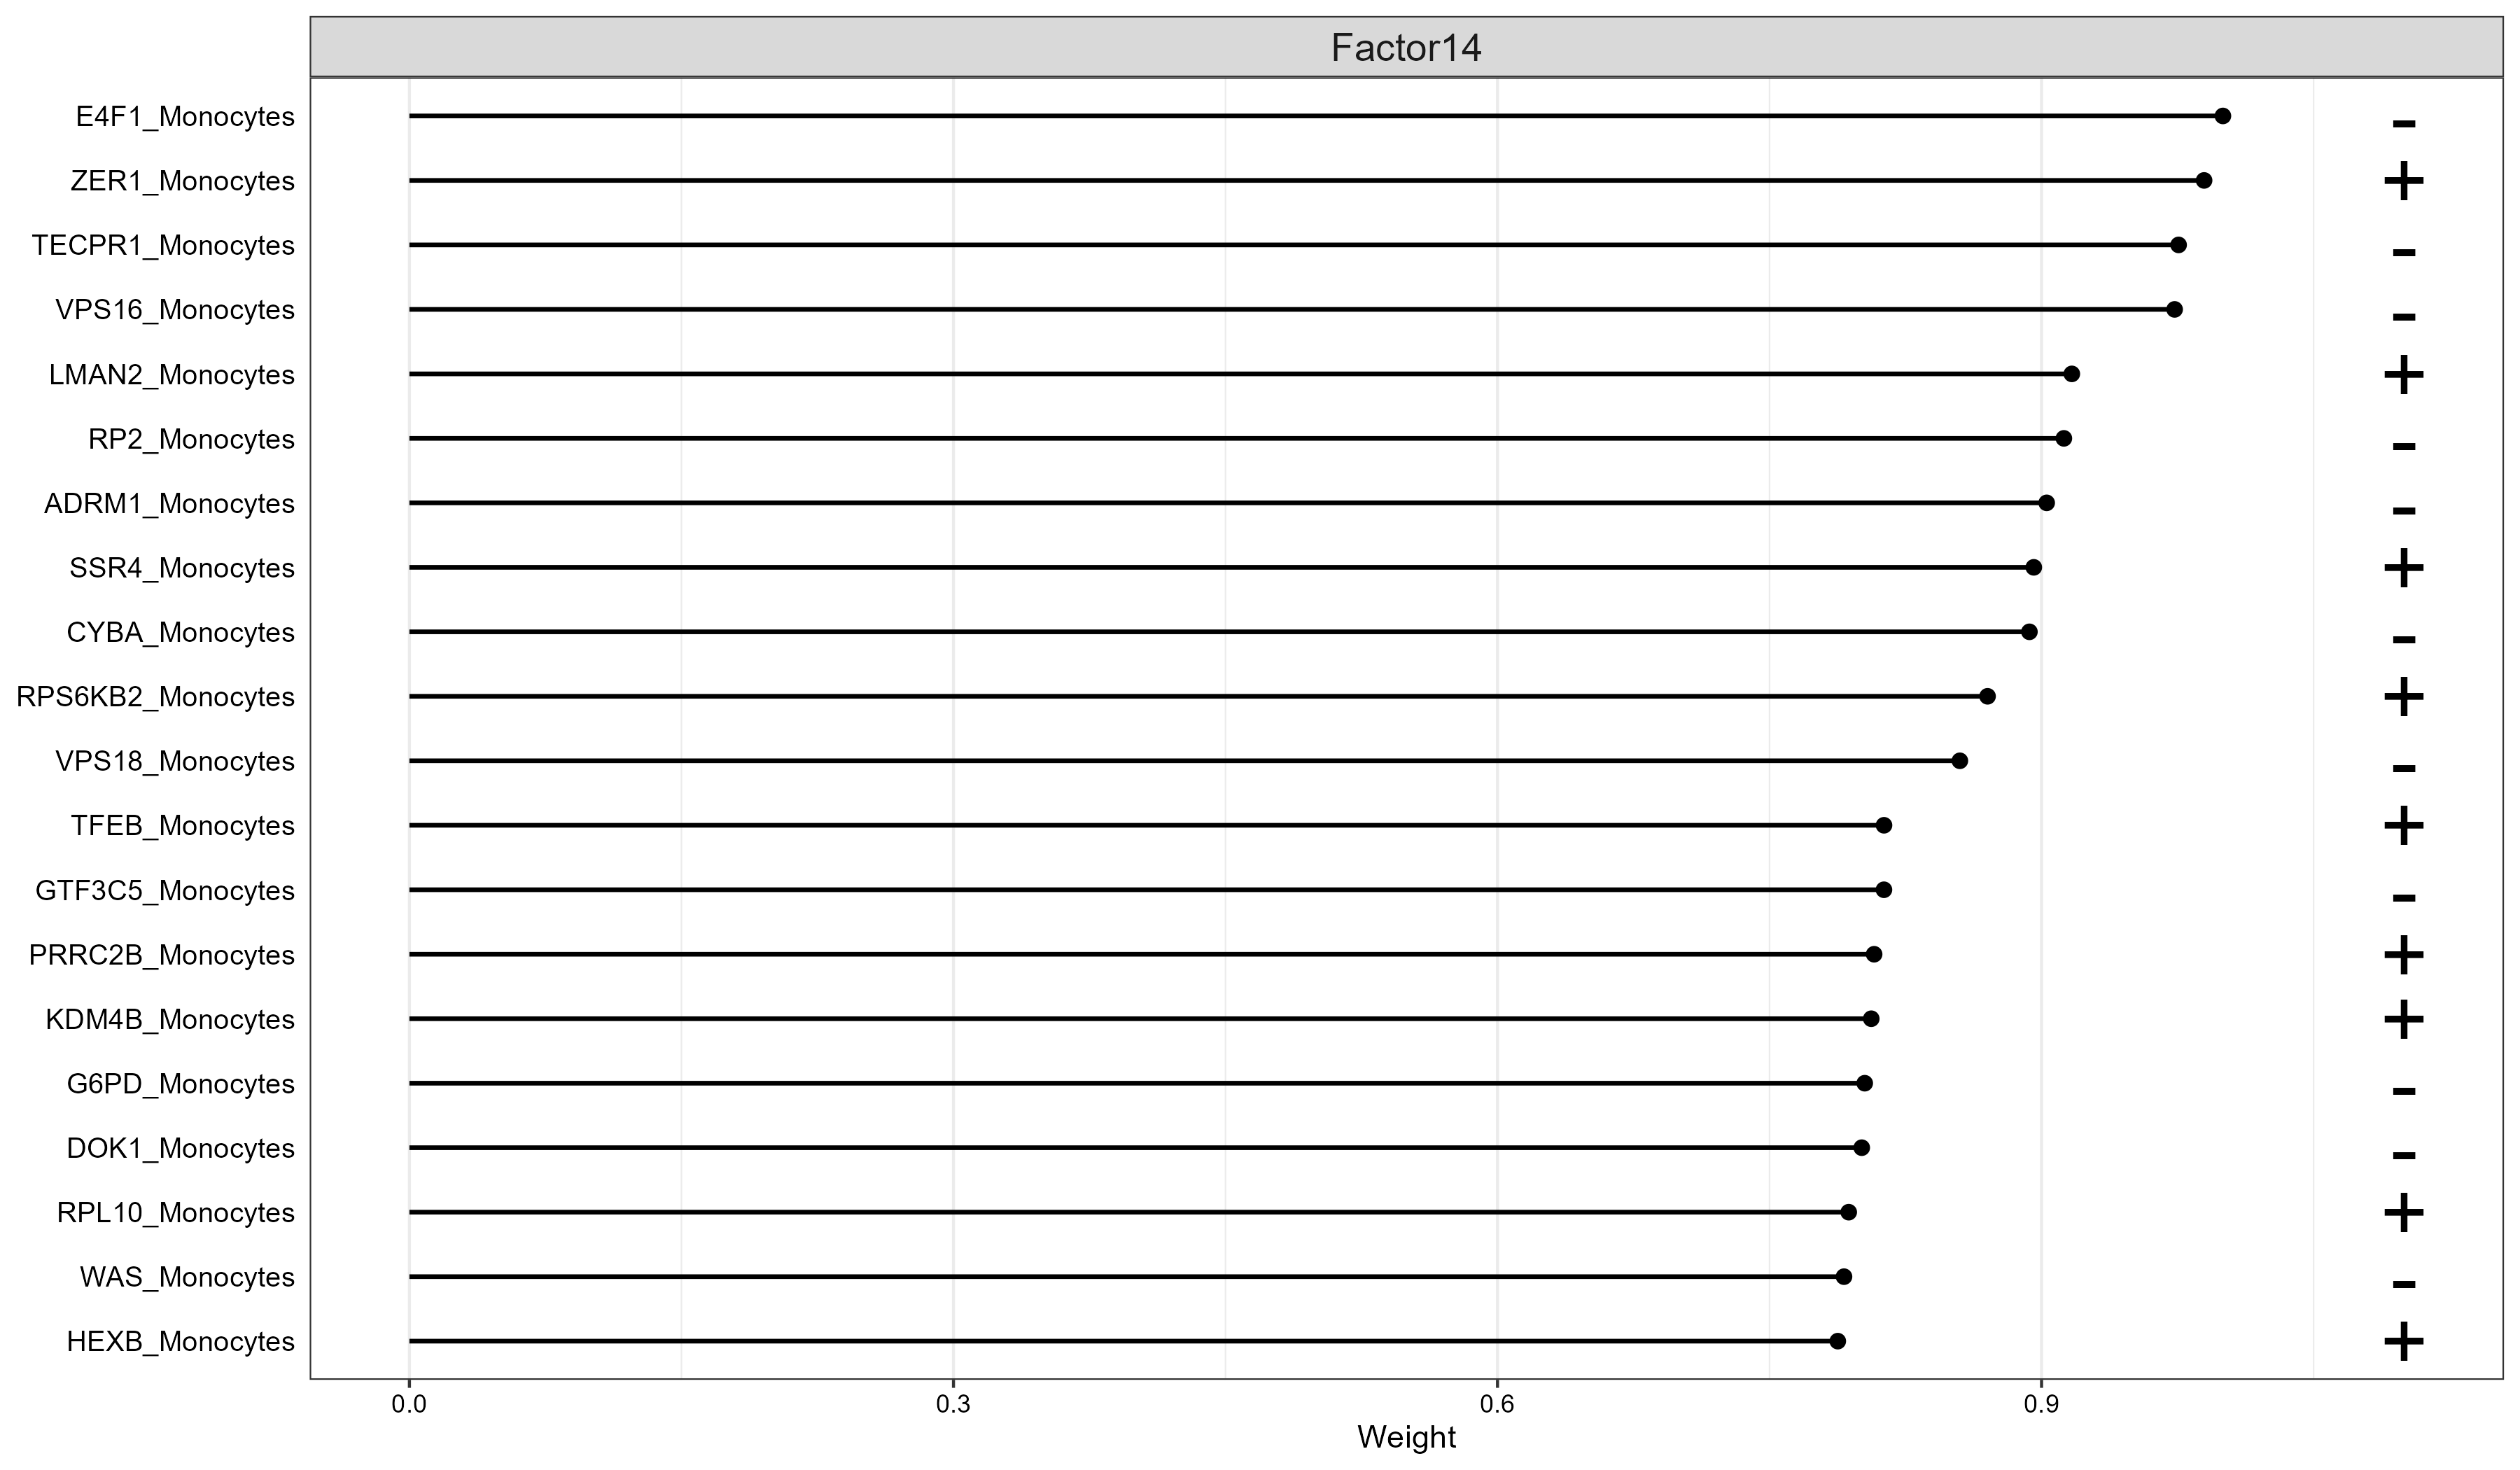 Factor14
E4F1_Monocytes -
ZER1_Monocytes +
TECPR1_Monocytes -
VPS16_Monocytes -
LMAN2_Monocytes +
RP2_Monocytes -
ADRM1_Monocytes -
SSR4_Monocytes +
CYBA_Monocytes -
RPS6KB2_Monocytes +
VPS18_Monocytes -
TFEB_Monocytes +
GTF3C5_Monocytes -
PRRC2B_Monocytes +
KDM4B_Monocytes +
G6PD_Monocytes -
DOK1_Monocytes -
RPL10_Monocytes +
WAS_Monocytes -
HEXB_Monocytes +
0.0 0.3 0.6 0.9
Weight